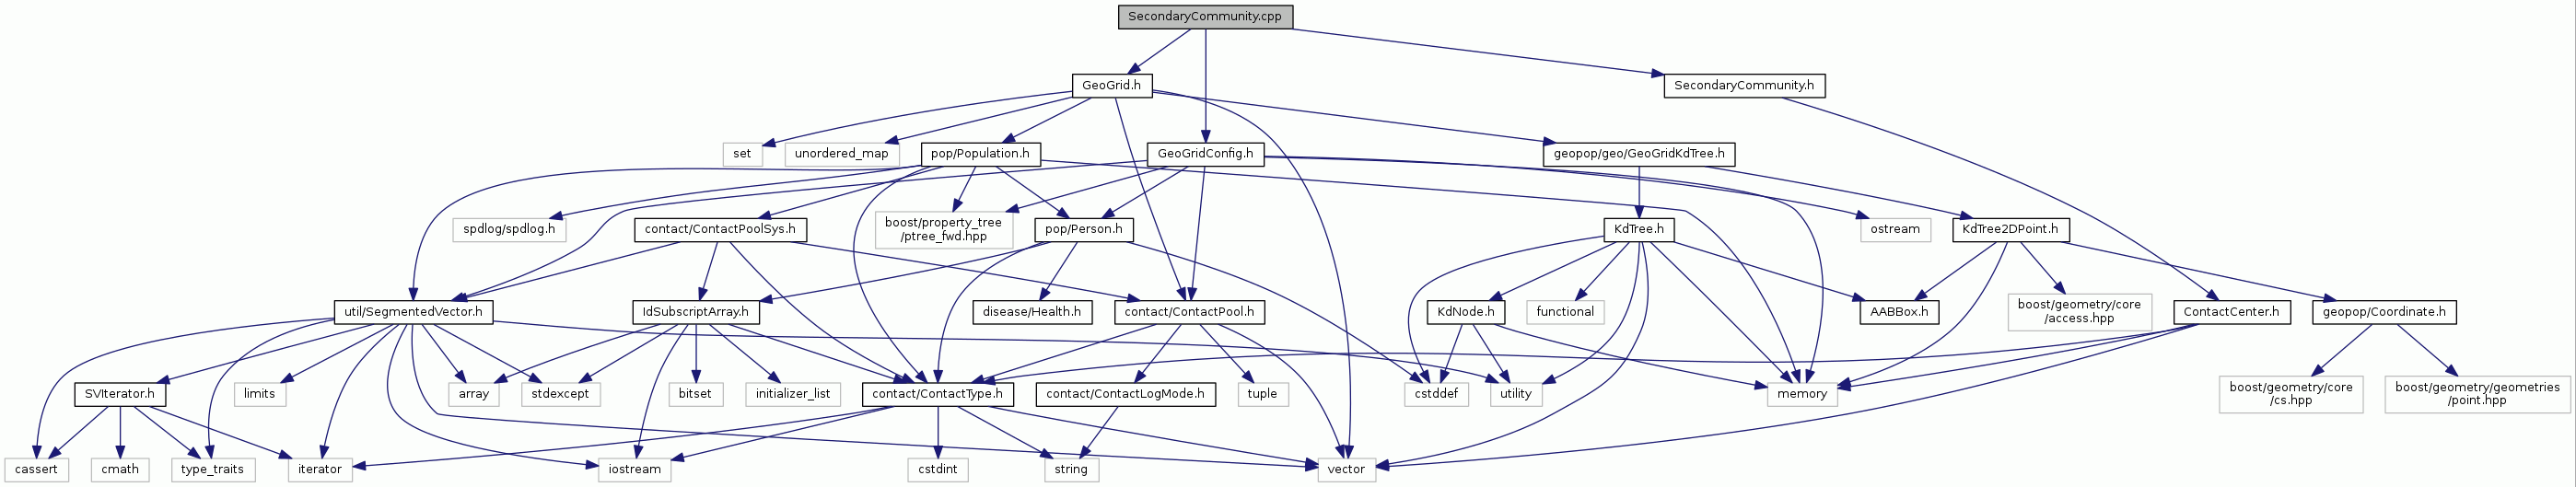 SecondaryCommunity.cpp
GeoGrid.h
SecondaryCommunity.h
set
unordered_map
pop/Population.h
GeoGridConfig.h
geopop/geo/GeoGridKdTree.h
spdlog/spdlog.h
contact/ContactPoolSys.h
boost/property_tree
/ptree_fwd.hpp
pop/Person.h
KdTree.h
ostream
KdTree2DPoint.h
util/SegmentedVector.h
IdSubscriptArray.h
disease/Health.h
contact/ContactPool.h
KdNode.h
functional
AABBox.h
boost/geometry/core
/access.hpp
ContactCenter.h
geopop/Coordinate.h
SVIterator.h
limits
array
stdexcept
bitset
initializer_list
contact/ContactType.h
contact/ContactLogMode.h
tuple
cstddef
utility
memory
boost/geometry/core
/cs.hpp
boost/geometry/geometries
/point.hpp
cassert
cmath
type_traits
iterator
iostream
cstdint
string
vector